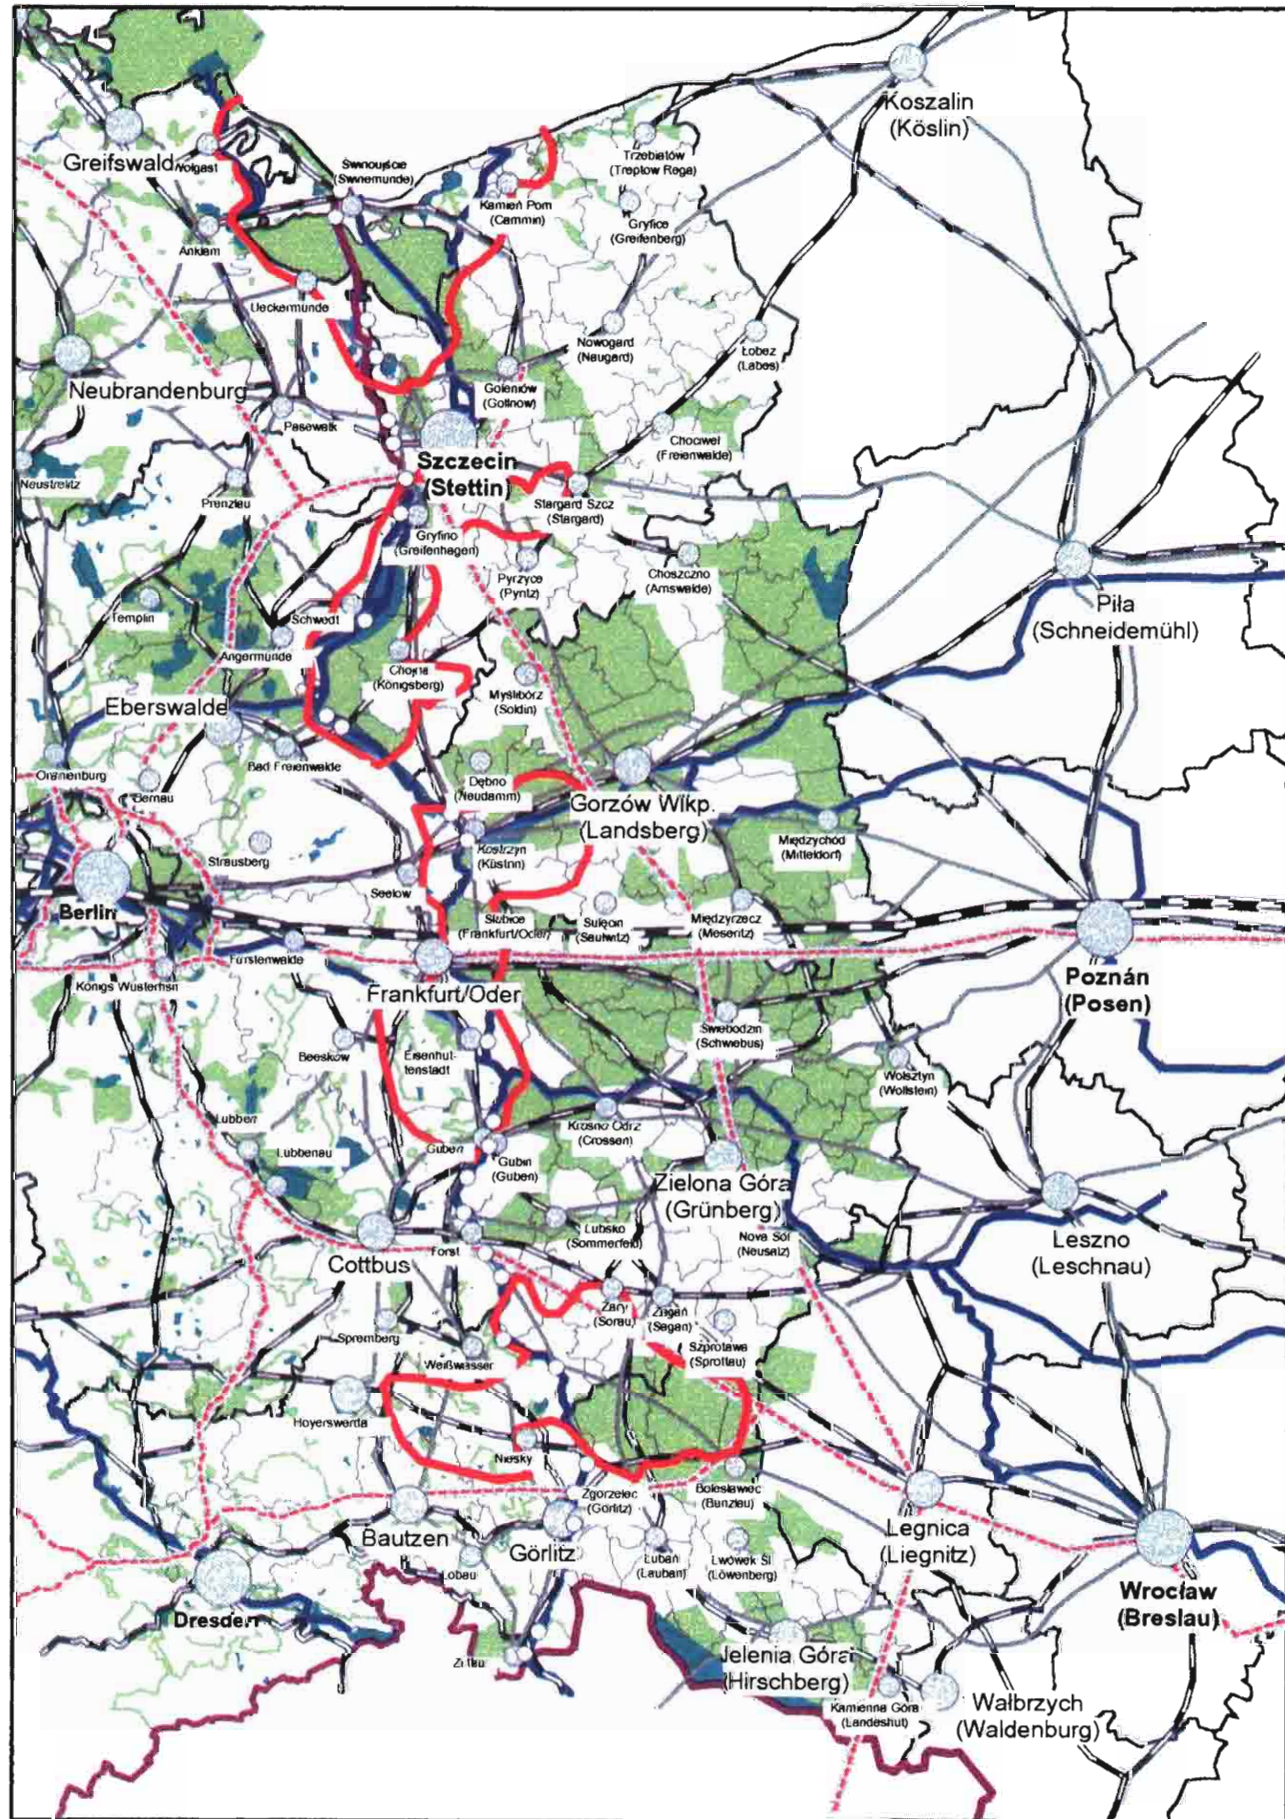 Koszalin
(Köslin)
Greifswald
Wolgast
Świnoujście
(Swinemünde)
Trzebiatów
(Treptow Rega)
Kamień Pom
(Cammin)
Gryfice
(Greifenberg)
Anklam
Ueckermünde
Nowogard
(Naugard)
Łobez
(Labes)
Neubrandenburg
Goleniów
(Gollnow)
Pasewalk
Chociwel
(Freienwalde)
Szczecin
(Stettin)
Neustrelitz
Prenzlau
Stargard Szcz
(Stargard)
Gryfino
(Greifenhagen)
Pyrzyce
(Pyritz)
Choszczno
(Arnswalde)
Piła
(Schneidemühl)
Templin
Schwedt
Angermünde
Chojna
(Königsberg)
Myślibórz
(Soldin)
Eberswalde
Bad Freienwalde
Oranienburg
Bernau
Dębno
(Neudamm)
Gorzów Wlkp.
(Landsberg)
Strausberg
Kostrzyn
(Küstrin)
Międzychód
(Mitteldorf)
Seelow
Berlin
Słubice
(Frankfurt/Oder)
Sulęcin
(Saulwitz)
Międzyrzecz
(Meseritz)
Fürstenwalde
Königs Wusterhsn
Poznán
(Posen)
Frankfurt/Oder
Beeskow
Eisenhut-
tenstadt
Świebodzin
(Schwiebus)
Wolsztyn
(Wollstein)
Lübben
Lübbenau
Guben
Gubin
(Guben)
Krosno Odrz
(Crossen)
Zielona Góra
(Grünberg)
Lubsko
(Sommerfeld)
Nova Sól
(Neusalz)
Leszno
(Leschnau)
Cottbus
Forst
Żary
(Sorau)
Żagań
(Sagan)
Spremberg
Weißwasser
Szprotawa
(Sprottau)
Hoyerswerda
Niesky
Zgorzelec
(Görlitz)
Bolesławiec
(Bunzlau)
Bautzen
Görlitz
Löbau
Lubań
(Lauban)
Lwówek Śl
(Löwenberg)
Legnica
(Liegnitz)
Wrocław
(Breslau)
Dresden
Zittau
Jelenia Góra
(Hirschberg)
Kamienna Góra
(Landeshut)
Wałbrzych
(Waldenburg)